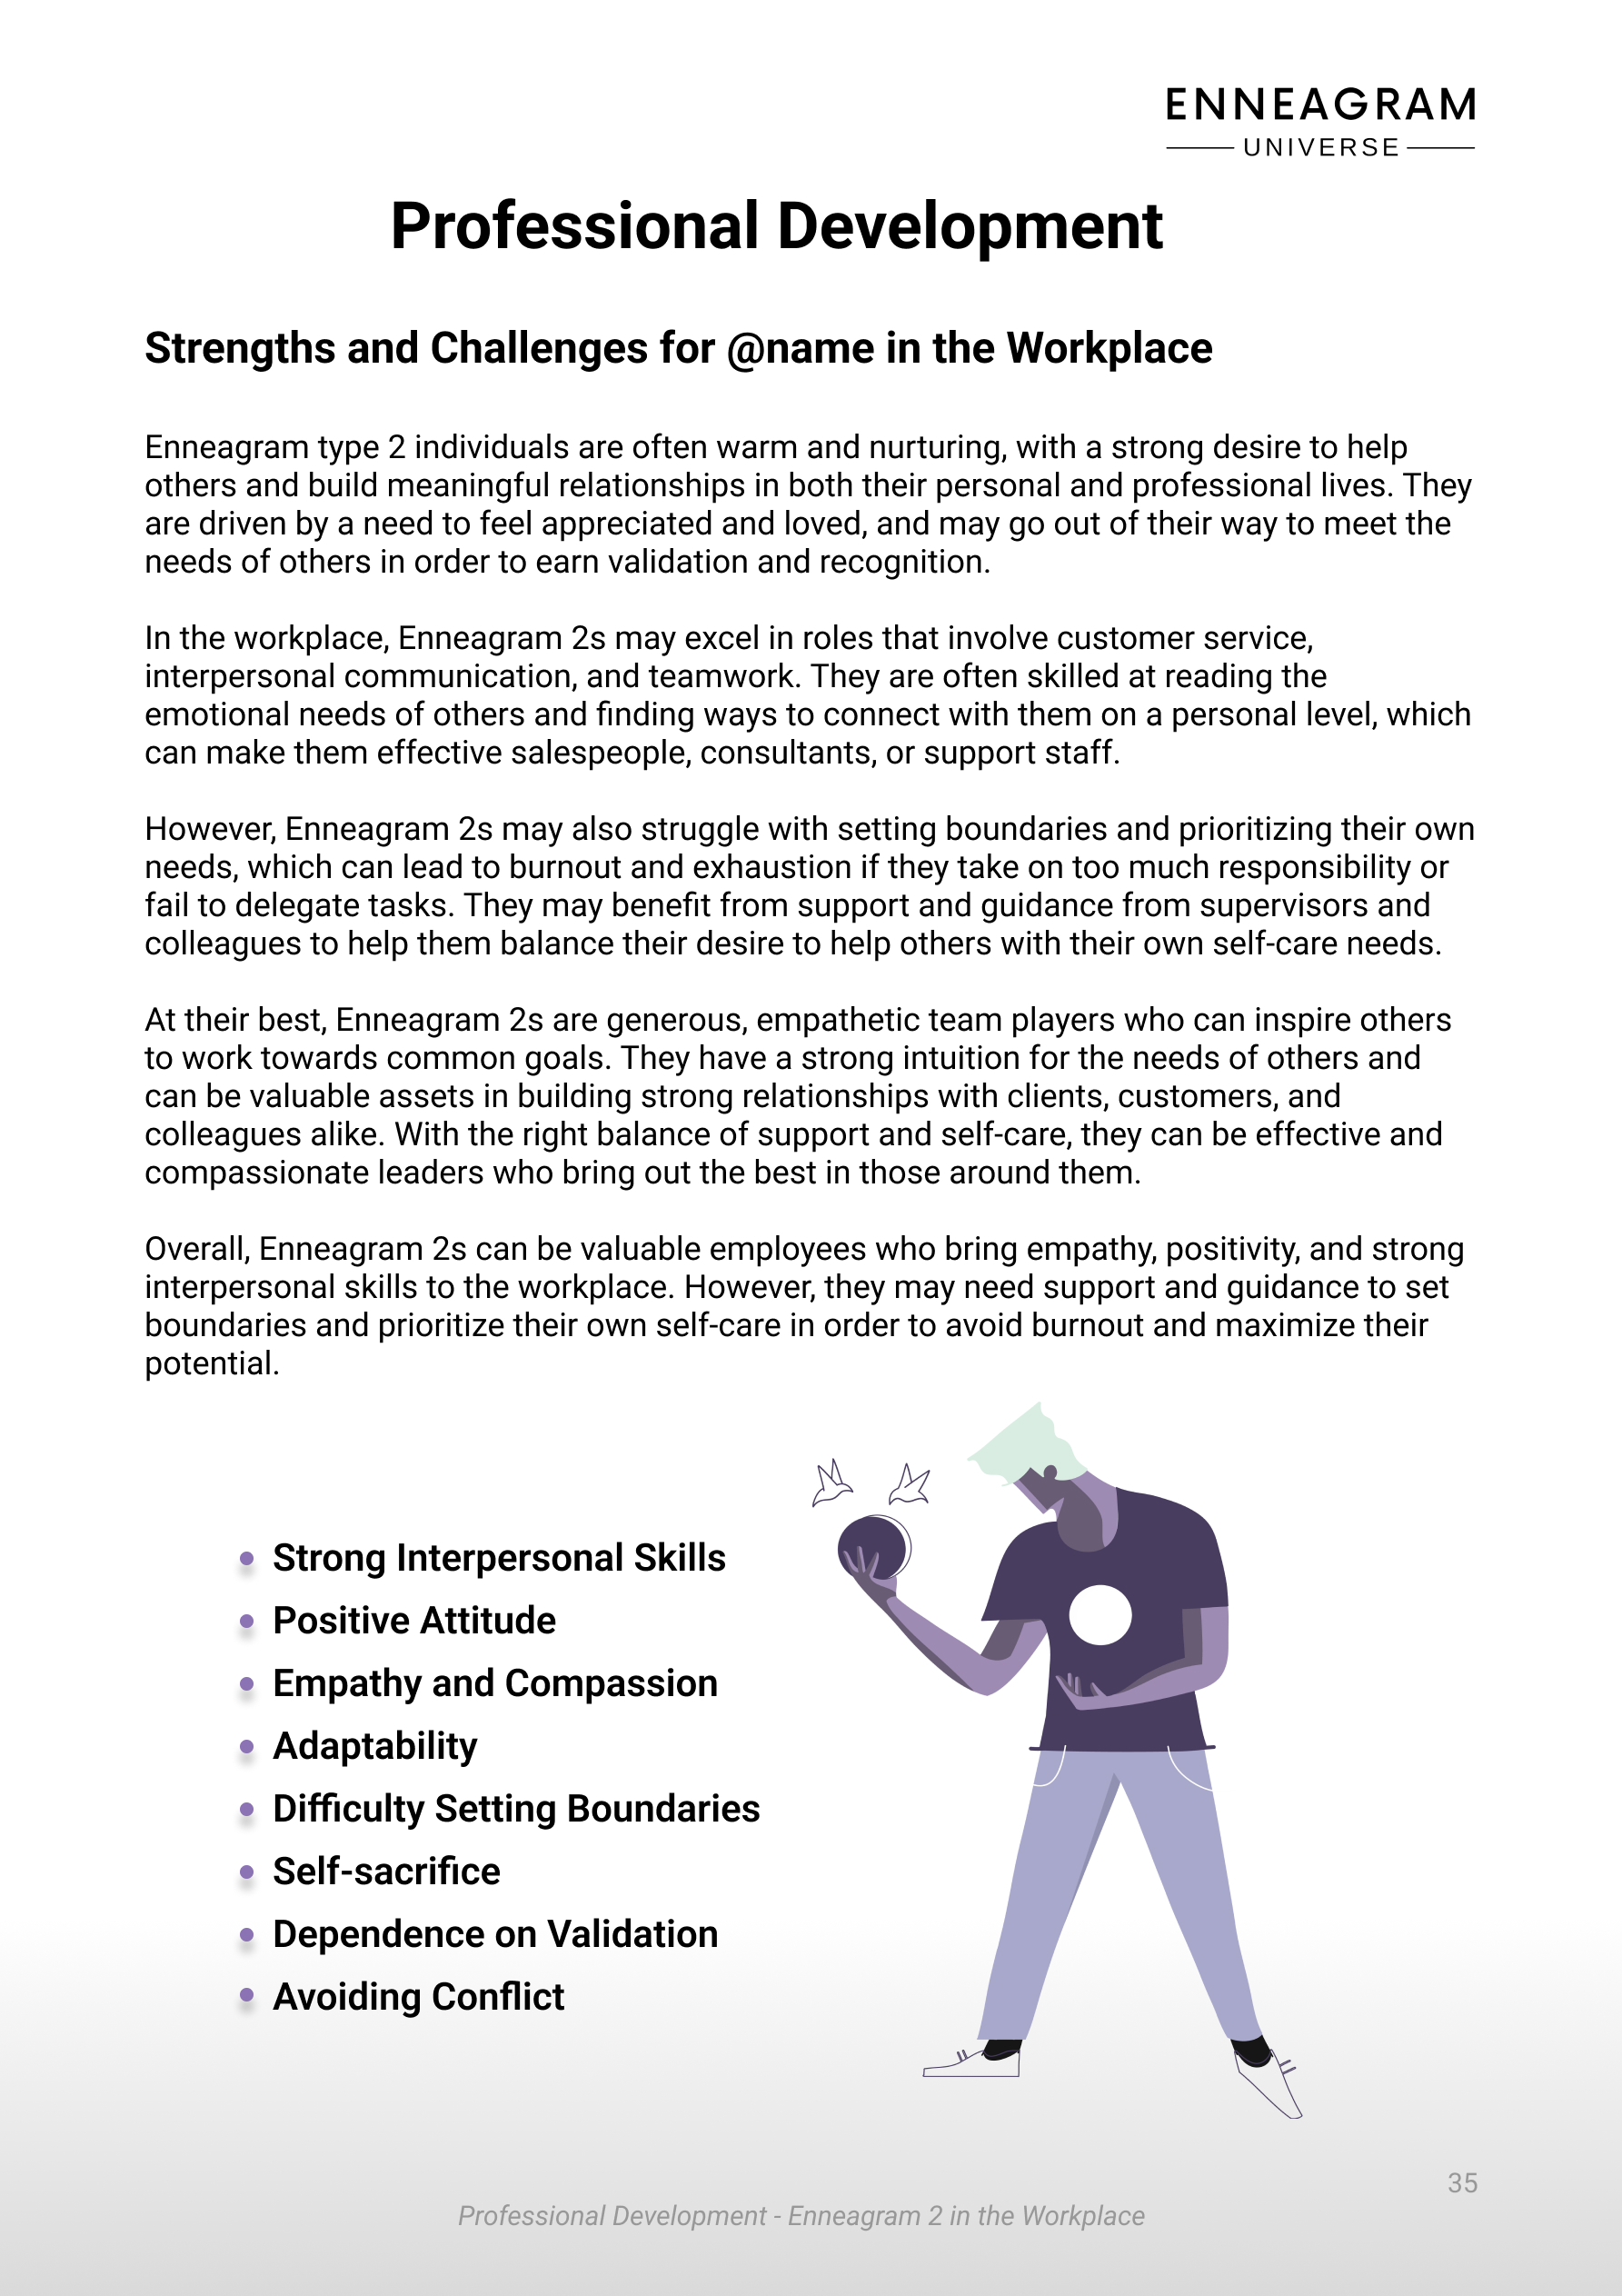 ENNEAGRAM
UNIVERSE
Professional Development
Strengths and Challenges for @name in the Workplace
Enneagram type 2 individuals are often warm and nurturing, with a strong desire to help
others and build meaningful relationships in both their personal and professional lives. They
are driven by a need to feel appreciated and loved, and may go out of their way to meet the
needs of others in order to earn validation and recognition.
In the workplace, Enneagram 2s may excel in roles that involve customer service,
interpersonal communication, and teamwork. They are often skilled at reading the
emotional needs of others and finding ways to connect with them on a personal level, which
can make them effective salespeople, consultants, or support staff.
However, Enneagram 2s may also struggle with setting boundaries and prioritizing their own
needs, which can lead to burnout and exhaustion if they take on too much responsibility or
fail to delegate tasks. They may benefit from support and guidance from supervisors and
colleagues to help them balance their desire to help others with their own self-care needs.
At their best, Enneagram 2s are generous, empathetic team players who can inspire others
to work towards common goals. They have a strong intuition for the needs of others and
can be valuable assets in building strong relationships with clients, customers, and
colleagues alike. With the right balance of support and self-care, they can be effective and
compassionate leaders who bring out the best in those around them.
Overall, Enneagram 2s can be valuable employees who bring empathy, positivity, and strong
interpersonal skills to the workplace. However, they may need support and guidance to set
boundaries and prioritize their own self-care in order to avoid burnout and maximize their
potential.
• Strong Interpersonal Skills
• Positive Attitude
• Empathy and Compassion
• Adaptability
• Difficulty Setting Boundaries
• Self-sacrifice
• Dependence on Validation
• Avoiding Conflict
35
Professional Development - Enneagram 2 in the Workplace